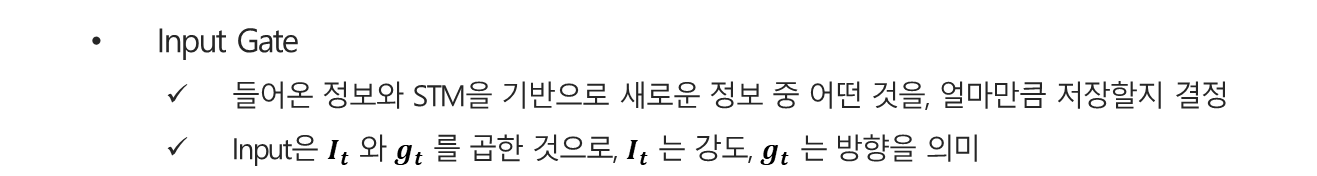 • Input Gate
✓ 들어온 정보와 STM을 기반으로 새로운 정보 중 어떤 것을, 얼마만큼 저장할지 결정
✓ Input은 I_t 와 g_t 를 곱한 것으로, I_t 는 강도, g_t 는 방향을 의미